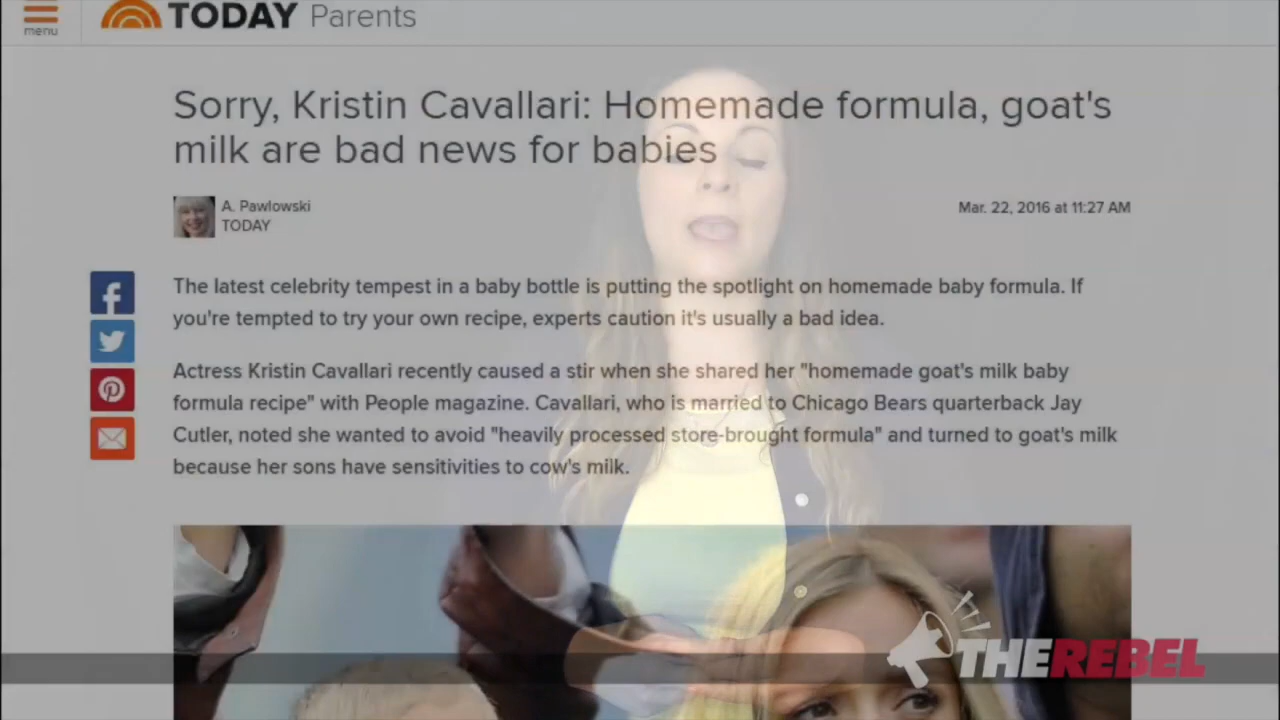 menu
TODAY Parents
Sorry, Kristin Cavallari: Homemade formula, goat's
milk are bad news for babies
A. Pawlowski
TODAY
Mar. 22, 2016 at 11:27 AM
The latest celebrity tempest in a baby bottle is putting the spotlight on homemade baby formula. If
you're tempted to try your own recipe, experts caution it's usually a bad idea.
Actress Kristin Cavallari recently caused a stir when she shared her "homemade goat's milk baby
formula recipe" with People magazine. Cavallari, who is married to Chicago Bears quarterback Jay
Cutler, noted she wanted to avoid "heavily processed store-brought formula" and turned to goat's milk
because her sons have sensitivities to cow's milk.
THEREBEL